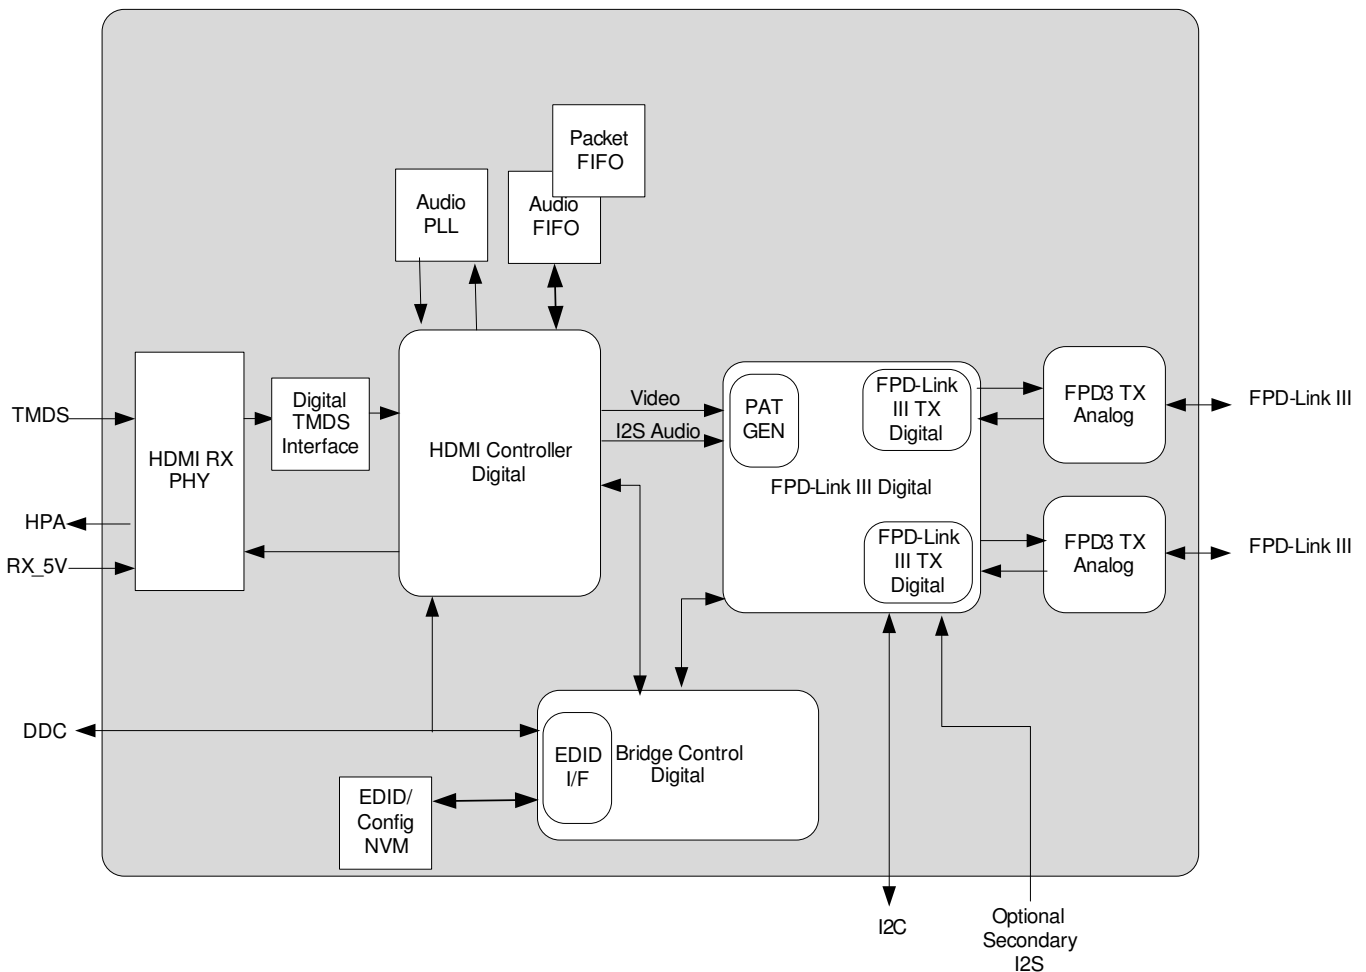 Packet
FIFO
Audio
PLL
Audio
FIFO
TMDS
HPA
RX_5V
HDMI RX
PHY
Digital
TMDS
Interface
HDMI Controller
Digital
Video
I2S Audio
PAT
GEN
FPD-Link
III TX
Digital
FPD-Link III Digital
FPD-Link
III TX
Digital
FPD3 TX
Analog
FPD-Link III
FPD3 TX
Analog
FPD-Link III
DDC
EDID
I/F
Bridge Control
Digital
EDID/
Config
NVM
I2C
Optional
Secondary
I2S